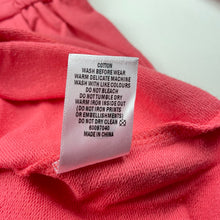 COTTON
WASH BEFORE WEAR
WARM DELICATE MACHINE
WASH WITH LIKE COLOURS
DO NOT BLEACH
DO NOT TUMBLE DRY
WARM IRON INSIDE OUT
(DO NOT IRON PRINTS
OR EMBELLISHMENTS)
DO NOT DRY CLEAN
60097040
MADE IN CHINA